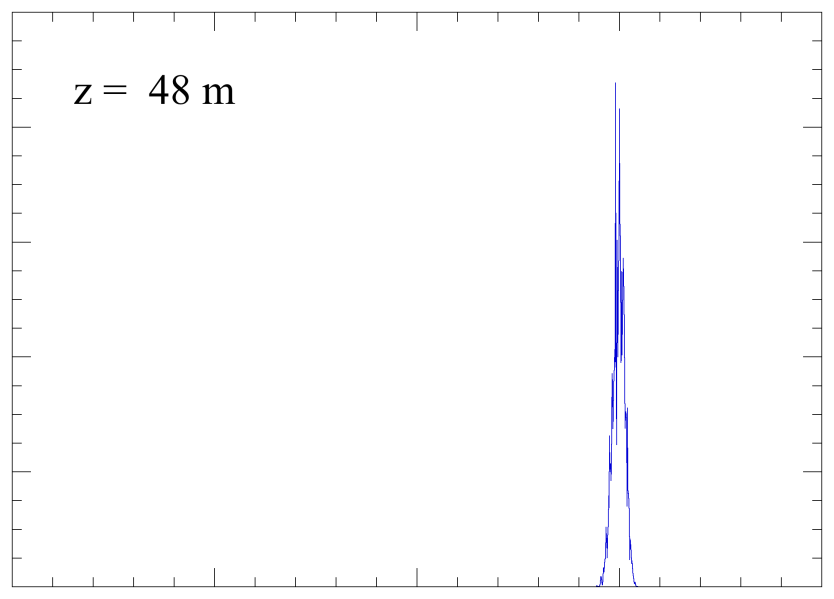 z = 48 m